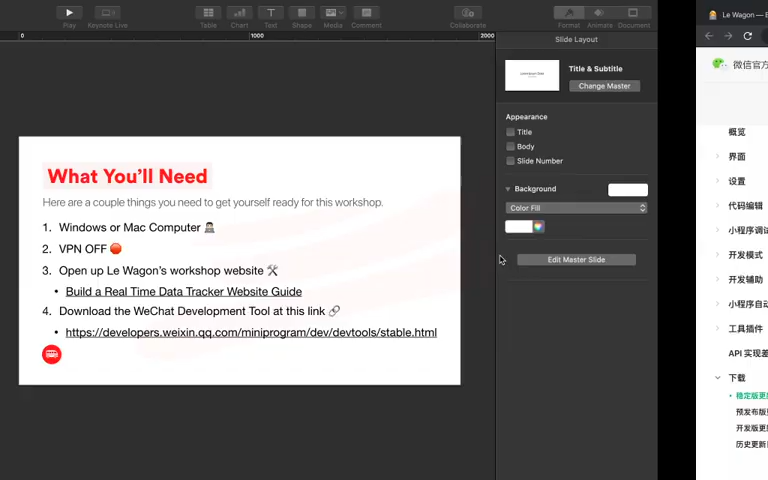 Play
Keynote Live
Table
Chart
Text
Shape
Media
Comment
Collaborate
Format
Animate
Document
0
1000
2000
What You'll Need
Here are a couple things you need to get yourself ready for this workshop.
1. Windows or Mac Computer
2. VPN OFF
3. Open up Le Wagon's workshop website
• Build a Real Time Data Tracker Website Guide
4. Download the WeChat Development Tool at this link
• https://developers.weixin.qq.com/miniprogram/dev/devtools/stable.html
Slide Layout
Title & Subtitle
Change Master
Appearance
Title
Body
Slide Number
Background
Color Fill
Edit Master Slide
Le Wagon —
微信官方
概览
界面
设置
代码编辑
小程序调试
开发模式
开发辅助
小程序自动
工具插件
API 实现差
下载
稳定版更
预发布版
开发版更
历史更新